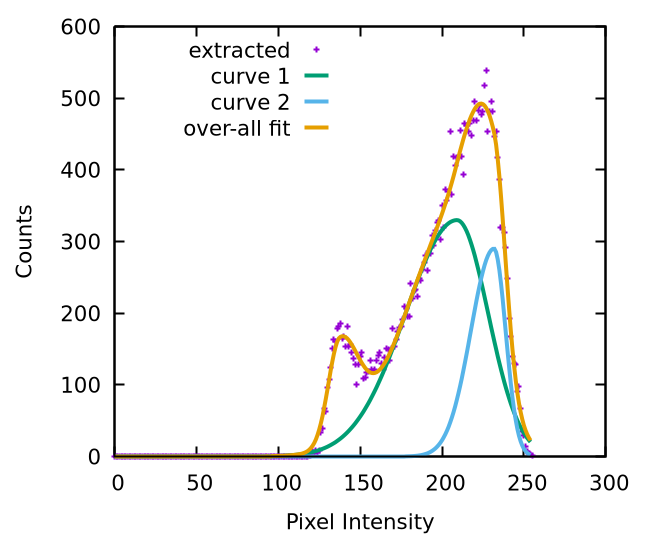 600
500
400
300
200
100
0
Counts
extracted
curve 1
curve 2
over-all fit
0 50 100 150 200 250 300
Pixel Intensity